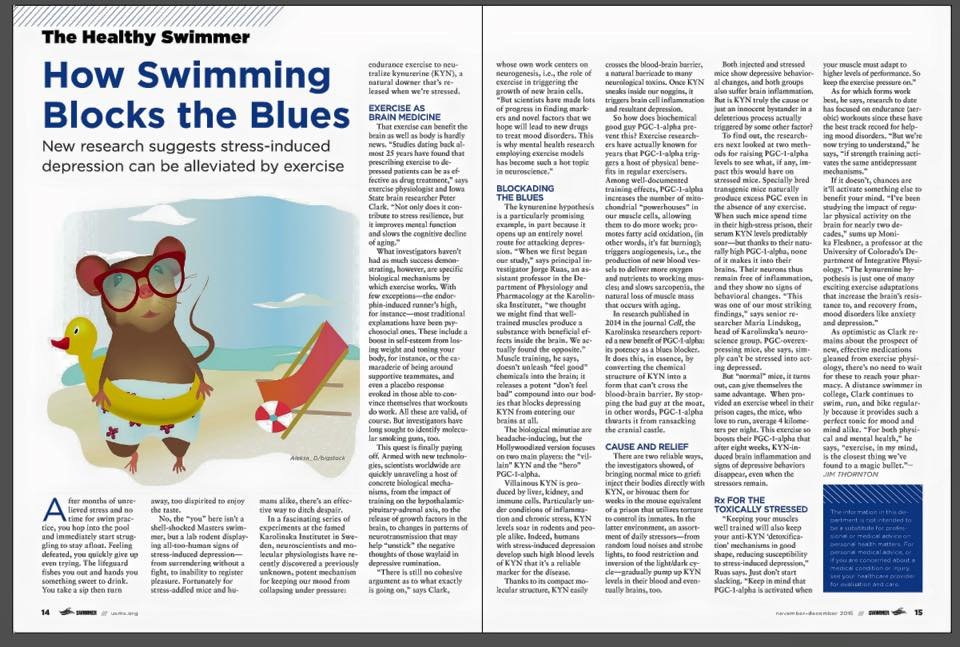 The Healthy Swimmer
How Swimming
Blocks the Blues
New research suggests stress-induced
depression can be alleviated by exercise
Aleksn_D/bigstock
After months of unre-
lieved stress and no
time for swim prac-
tice, you hop into the pool
and immediately start strug-
gling to stay afloat. Feeling
defeated, you quickly give up
even trying. The lifeguard
fishes you out and hands you
something sweet to drink.
You take a sip then turn
away, too dispirited to enjoy
the taste.
No, the "you" here isn't a
shell-shocked Masters swim-
mer, but a lab rodent display-
ing all-too-human signs of
stress-induced depression—
from surrendering without a
fight, to inability to register
pleasure. Fortunately for
stress-addled mice and hu-
mans alike, there's an effec-
tive way to ditch despair.
In a fascinating series of
experiments at the famed
Karolinska Institute in Swe-
den, neuroscientists and mo-
lecular physiologists have re-
cently discovered a previously
unknown, potent mechanism
for keeping our mood from
collapsing under pressure:
endurance exercise to neu-
tralize kynurenine (KYN), a
natural downer that's re-
leased when we're stressed.
EXERCISE AS
BRAIN MEDICINE
That exercise can benefit the
brain as well as body is hardly
news. "Studies dating back al-
most 25 years have found that
prescribing exercise to de-
pressed patients can be as ef-
fective as drug treatment," says
exercise physiologist and Iowa
State brain researcher Peter
Clark. "Not only does it con-
tribute to stress resilience, but
it improves mental function
and slows the cognitive decline
of aging."
What investigators haven't
had as much success demon-
strating, however, are specific
biological mechanisms by
which exercise works. With
few exceptions—the endor-
phin-induced runner's high,
for instance—most traditional
explanations have been psy-
chosocial ones. These include a
boost in self-esteem from los-
ing weight and toning your
body, for instance, or the ca-
maraderie of being around
supportive teammates, and
even a placebo response
evoked in those able to con-
vince themselves that workouts
do work. All these are valid, of
course. But investigators have
long sought to identify molecu-
lar smoking guns, too.
This quest is finally paying
off. Armed with new technolo-
gies, scientists worldwide are
quickly unraveling a host of
concrete biological mecha-
nisms, from the impact of
training on the hypothalamic-
pituitary-adrenal axis, to the
release of growth factors in the
brain, to changes in patterns of
neurotransmission that may
help "unstick" the negative
thoughts of those waylaid in
depressive rumination.
"There is still no cohesive
argument as to what exactly
is going on," says Clark,
14 SWIMMER // usms.org
whose own work centers on
neurogenesis, i.e., the role of
exercise in triggering the
growth of new brain cells.
"But scientists have made lots
of progress in finding mark-
ers and novel factors that we
hope will lead to new drugs
to treat mood disorders. This
is why mental health research
employing exercise models
has become such a hot topic
in neuroscience."
BLOCKADING
THE BLUES
The kynurenine hypothesis
is a particularly promising
example, in part because it
opens up an entirely novel
route for attacking depres-
sion. "When we first began
our study," says principal in-
vestigator Jorge Ruas, an as-
sistant professor in the
Department of Physiology and
Pharmacology at the Karolin-
ska Institutet, "we thought
we might find that well-
trained muscles produce a
substance with beneficial ef-
fects inside the brain. We ac-
tually found the opposite."
Muscle training, he says,
doesn't unleash "feel good"
chemicals into the brain; it
releases a potent "don't feel
bad" compound into our bod-
ies that blocks depressing
KYN from entering our
brains at all.
The biological minutiae are
headache-inducing, but the
Hollywoodized version focuses
on two main players: the "vil-
lain" KYN and the "hero"
PGC-1-alpha.
Villainous KYN is pro-
duced by liver, kidney, and
immune cells. Particularly un-
der conditions of inflamma-
tion and chronic stress, KYN
levels soar in rodents and peo-
ple alike. Indeed, humans
with stress-induced depression
develop such high blood levels
of KYN that it's a reliable
marker for the disease.
Thanks to its compact mo-
lecular structure, KYN easily
crosses the blood-brain barrier,
a natural barricade to many
neurological toxins. Once KYN
sneaks inside our noggins, it
triggers brain cell inflammation
and resultant depression.
So how does biochemical
good guy PGC-1-alpha pre-
vent this? Exercise research-
ers have actually known for
years that PGC-1-alpha trig-
gers a host of physical bene-
fits in regular exercisers.
Among well-documented
training effects, PGC-1-alpha
increases the number of mito-
chondrial "powerhouses" in
our muscle cells, allowing
them to do more work; pro-
motes fatty acid oxidation, (in
other words, it's fat burning);
triggers angiogenesis, i.e., the
production of new blood ves-
sels to deliver more oxygen
and nutrients to working mus-
cles; and slows sarcopenia, the
natural loss of muscle mass
that occurs with aging.
In research published in
2014 in the journal Cell, the
Karolinska researchers report-
ed a new benefit of PGC-1-alpha:
its potency as a blues blocker.
It does this, in essence, by
converting the chemical
structure of KYN into a
form that can't cross the
blood-brain barrier. By stop-
ping the bad guy at the moat,
in other words, PGC-1-alpha
thwarts it from ransacking
the cranial castle.
CAUSE AND RELIEF
There are two reliable ways,
the investigators showed, of
bringing normal mice to grief:
inject their bodies directly with
KYN, or bivouac them for
weeks in the mouse equivalent
of a prison that utilizes torture
to control its inmates. In the
latter environment, an assort-
ment of daily stressors—from
random loud noises and strobe
lights, to food restriction and
inversion of the light/dark cy-
cle—gradually pump up KYN
levels in their blood and even-
tually brains, too.
Both injected and stressed
mice show depressive behavior-
al changes, and both groups
also suffer brain inflammation.
But is KYN truly the cause or
just an innocent bystander in a
deleterious process actually
triggered by some other factor?
To find out, the research-
ers next looked at two meth-
ods for raising PGC-1-alpha
levels to see what, if any, im-
pact this would have on
stressed mice. Specially bred
transgenic mice naturally
produce excess PGC even in
the absence of any exercise.
When such mice spend time
in their high-stress prison, their
serum KYN levels predictably
soar—but thanks to their natu-
rally high PGC-1-alpha, none
of it makes it into their
brains. Their neurons thus
remain free of inflammation,
and they show no signs of
behavioral changes. "This
was one of our most striking
findings," says senior re-
searcher Maria Lindskog,
head of Karolinska's neuro-
science group. PGC-overex-
pressing mice, she says, sim-
ply can't be stressed into act-
ing depressed.
But "normal" mice, it turns
out, can give themselves the
same advantage. When pro-
vided an exercise wheel in their
prison cages, the mice, who
love to run, average 4 kilome-
ters per night. This exercise so
boosts their PGC-1-alpha that
after eight weeks, KYN-in-
duced brain inflammation and
signs of depressive behaviors
disappear, even when the
stressors remain.
Rx FOR THE
TOXICALLY STRESSED
"Keeping your muscles
well trained will also keep
your anti-KYN 'detoxifica-
tion' mechanisms in good
shape, reducing susceptibility
to stress-induced depression,"
Ruas says. Just don't start
slacking. "Keep in mind that
PGC-1-alpha is activated when
your muscle must adapt to
higher levels of performance. So
keep the exercise pressure on."
As for which forms work
best, he says, research to date
has focused on endurance (aer-
obic) workouts since these have
the best track record for help-
ing mood disorders. "But we're
now trying to understand," he
says, "if strength training acti-
vates the same antidepressant
mechanisms."
If it doesn't, chances are
it'll activate something else to
benefit your mind. "I've been
studying the impact of regu-
lar physical activity on the
brain for nearly two de-
cades," sums up Moni-
ka Fleshner, a professor at the
University of Colorado's De-
partment of Integrative Physi-
ology. "The kynurenine hy-
pothesis is just one of many
exciting exercise adaptations
that increase the brain's resis-
tance to, and recovery from,
mood disorders like anxiety
and depression."
As optimistic as Clark re-
mains about the prospect of
new, effective medications
gleaned from exercise physi-
ology, there's no need to wait
for these to reach your phar-
macy. A distance swimmer in
college, Clark continues to
swim, run, and bike regular-
ly because it provides such a
perfect tonic for mood and
mind alike. "For both physi-
cal and mental health," he
says, "exercise, in my mind,
is the closest thing we've
found to a magic bullet."—
JIM THORNTON
The information in this de-
partment is not intended to
be a substitute for profes-
sional or medical advice on
personal health matters. For
personal medical advice, or
if you are concerned about a
medical condition or injury,
see your healthcare provider
for evaluation and care.
november-december 2015 // SWIMMER 15